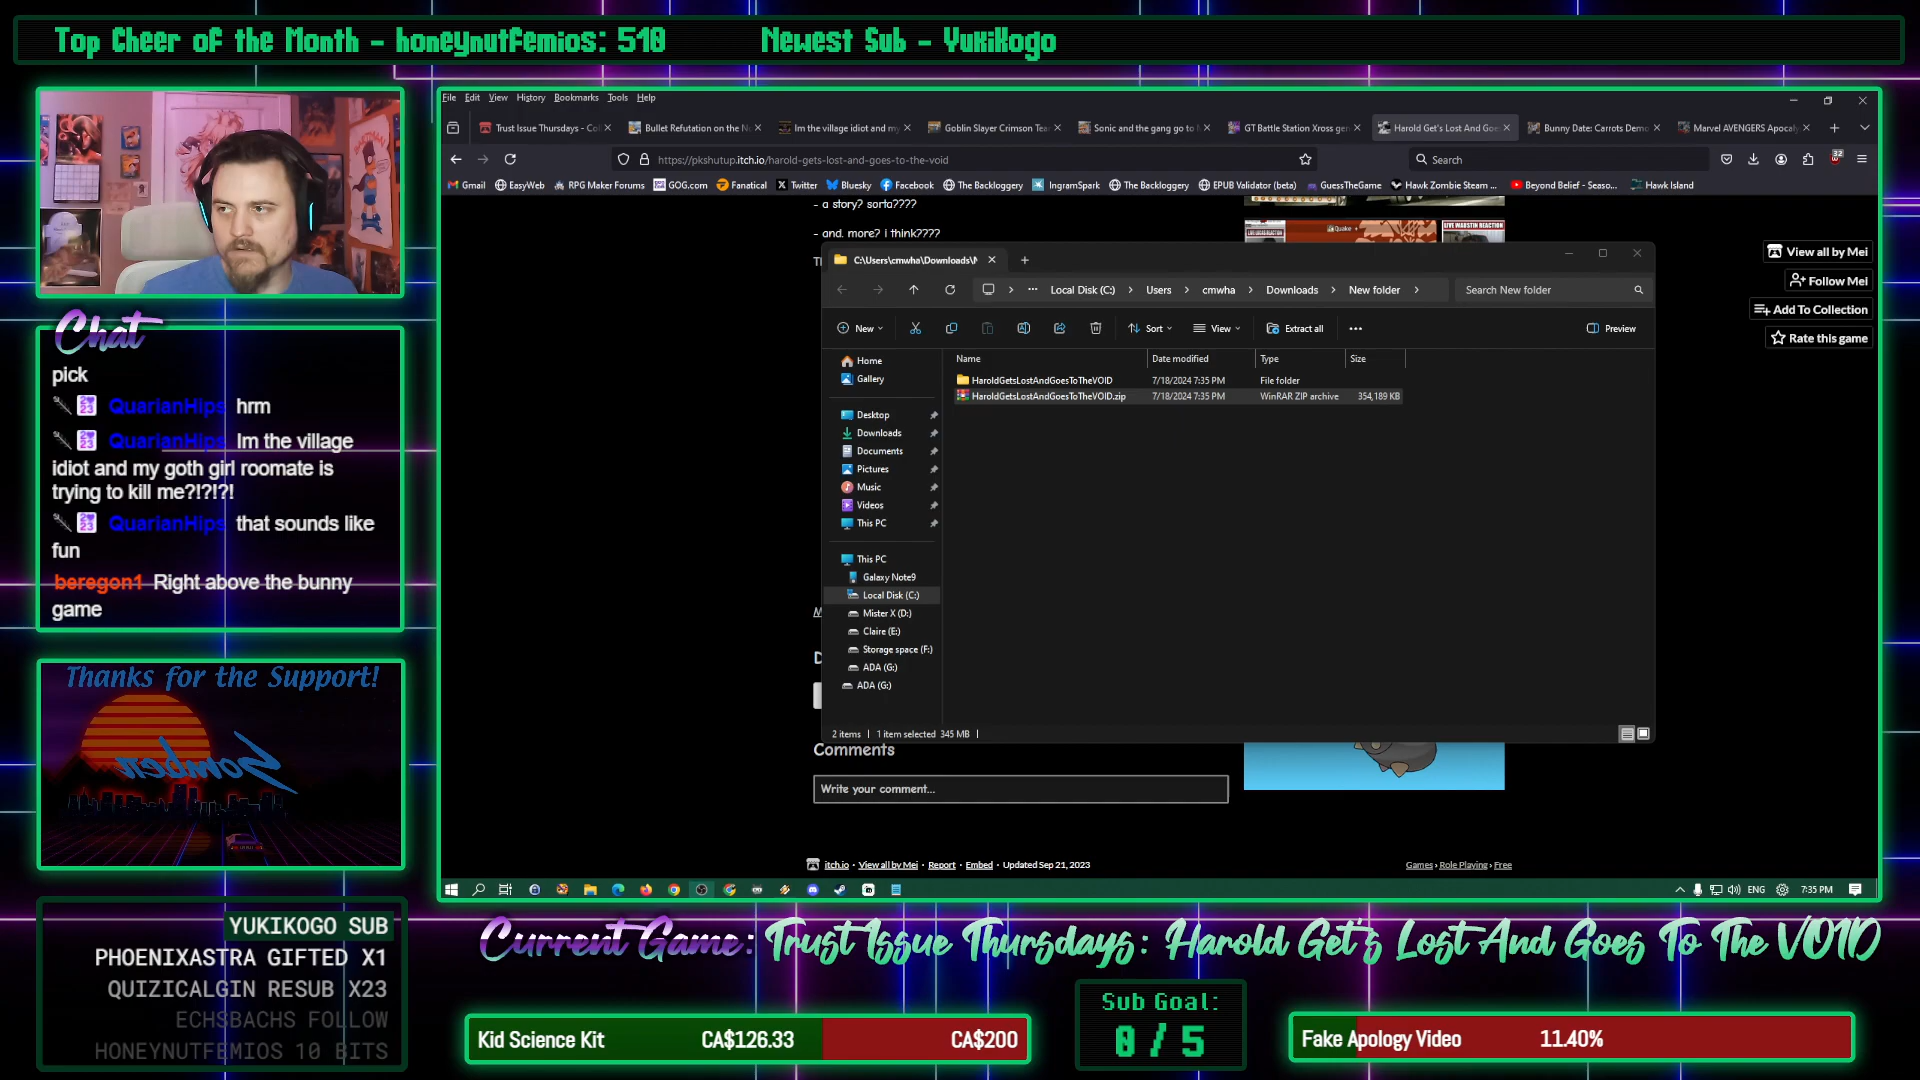 Top Cheer of the Month - honeynutfemios: 510
Newest Sub - YukiKogo
File Edit View History Bookmarks Tools Help
Trust Issue Thursdays - Co
Bullet Refutation on the N
Im the village idiot and my
Goblin Slayer Crimson Tea
Sonic and the gang go to
GT Battle Station Xross gen
Harold Get's Lost And Goe
Bunny Date: Carrots Demo
Marvel AVENGERS Apocaly
https://pkshutup.itch.io/harold-gets-lost-and-goes-to-the-void
Search
32
Gmail
EasyWeb
RPG Maker Forums
GOG.com
Fanatical
Twitter
Bluesky
Facebook
The Backloggery
IngramSpark
The Backloggery
EPUB Validator (beta)
GuessTheGame
Hawk Zombie Steam ...
Beyond Belief - Seaso...
Hawk Island
- a story? sorta????
- and. more? i think????
View all by Mei
Follow Mei
Add To Collection
Rate this game
C:\Users\cmwha\Downloads\N
Local Disk (C:) > Users > cmwha > Downloads > New folder >
Search New folder
New
Sort
View
Extract all
Preview
Name
Date modified
Type
Size
HaroldGetsLostAndGoesToTheVOID 7/18/2024 7:35 PM File folder
HaroldGetsLostAndGoesToTheVOID.zip 7/18/2024 7:35 PM WinRAR ZIP archive 354,189 KB
Home
Gallery
Desktop
Downloads
Documents
Pictures
Music
Videos
This PC
This PC
Galaxy Note9
Local Disk (C:)
Mister X (D:)
Claire (E:)
Storage space (F:)
ADA (G:)
ADA (G:)
2 items | 1 item selected 345 MB |
Comments
Write your comment...
itch.io · View all by Mei · Report · Embed · Updated Sep 21, 2023
Games › Role Playing › Free
ENG
7:35 PM
Chat
pick
QuarianHips hrm
QuarianHips Im the village
idiot and my goth girl roomate is
trying to kill me?!?!?!
QuarianHips that sounds like
fun
beregon1 Right above the bunny
game
Thanks for the Support!
YUKIKOGO SUB
PHOENIXASTRA GIFTED X1
QUIZICALGIN RESUB X23
ECHSBACHS FOLLOW
HONEYNUTFEMIOS 10 BITS
Current Game: Trust Issue Thursdays: Harold Get's Lost And Goes To The VOID
Kid Science Kit CA$126.33 CA$200
Sub Goal:
0 / 5
Fake Apology Video 11.40%